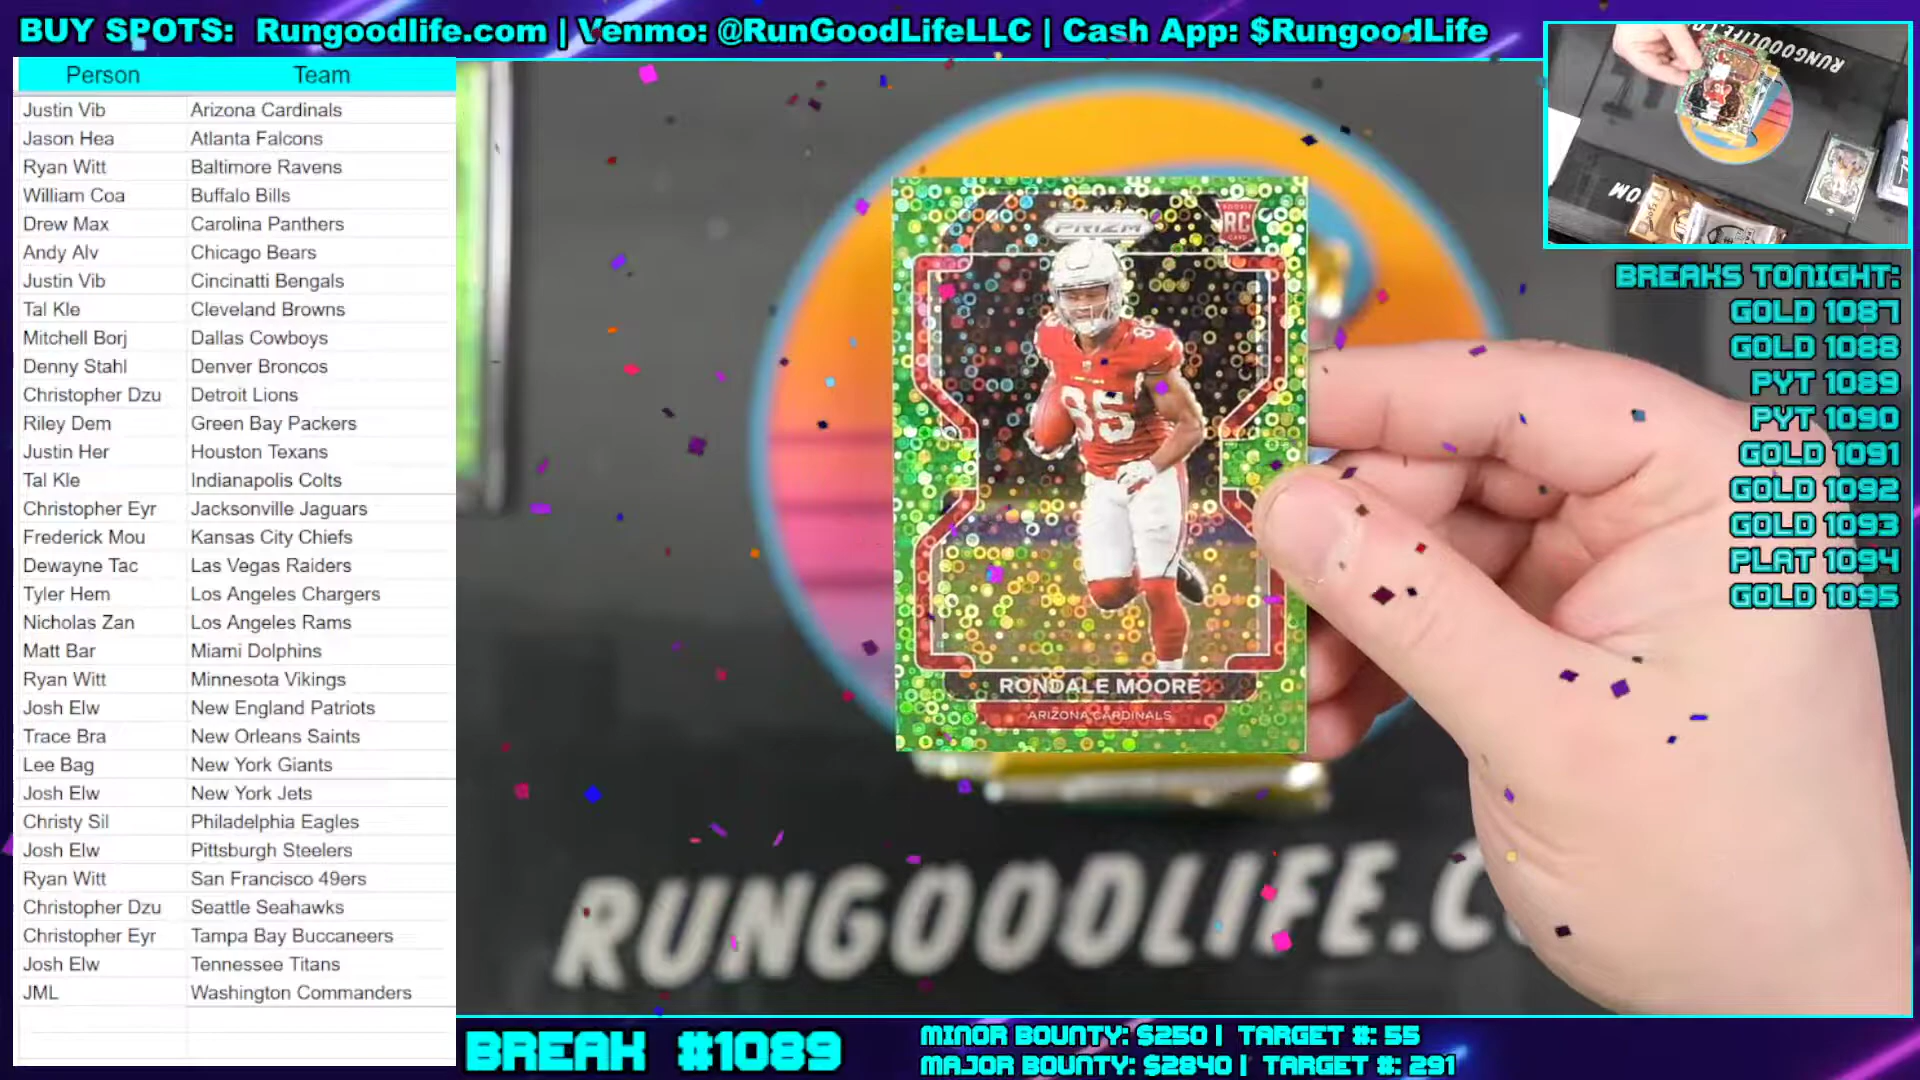 BUY SPOTS: Rungoodlife.com | Venmo: @RunGoodLifeLLC | Cash App: $RungoodLife
Person Team
Justin Vib Arizona Cardinals
Jason Hea Atlanta Falcons
Ryan Witt Baltimore Ravens
William Coa Buffalo Bills
Drew Max Carolina Panthers
Andy Alv Chicago Bears
Justin Vib Cincinatti Bengals
Tal Kle Cleveland Browns
Mitchell Borj Dallas Cowboys
Denny Stahl Denver Broncos
Christopher Dzu Detroit Lions
Riley Dem Green Bay Packers
Justin Her Houston Texans
Tal Kle Indianapolis Colts
Christopher Eyr Jacksonville Jaguars
Frederick Mou Kansas City Chiefs
Dewayne Tac Las Vegas Raiders
Tyler Hem Los Angeles Chargers
Nicholas Zan Los Angeles Rams
Matt Bar Miami Dolphins
Ryan Witt Minnesota Vikings
Josh Elw New England Patriots
Trace Bra New Orleans Saints
Lee Bag New York Giants
Josh Elw New York Jets
Christy Sil Philadelphia Eagles
Josh Elw Pittsburgh Steelers
Ryan Witt San Francisco 49ers
Christopher Dzu Seattle Seahawks
Christopher Eyr Tampa Bay Buccaneers
Josh Elw Tennessee Titans
JML Washington Commanders
PRIZM
ROOKIE
RC
CARD
85
85
RONDALE MOORE
ARIZONA CARDINALS
RUNGOOODLIFE.C
RUNGOOODLIFE.
OM
BREAKS TONIGHT:
GOLD 1087
GOLD 1088
PYT 1089
PYT 1090
GOLD 1091
GOLD 1092
GOLD 1093
PLAT 1094
GOLD 1095
BREAK #1089
MINOR BOUNTY: $250 | TARGET #: 55
MAJOR BOUNTY: $2840 | TARGET #: 291